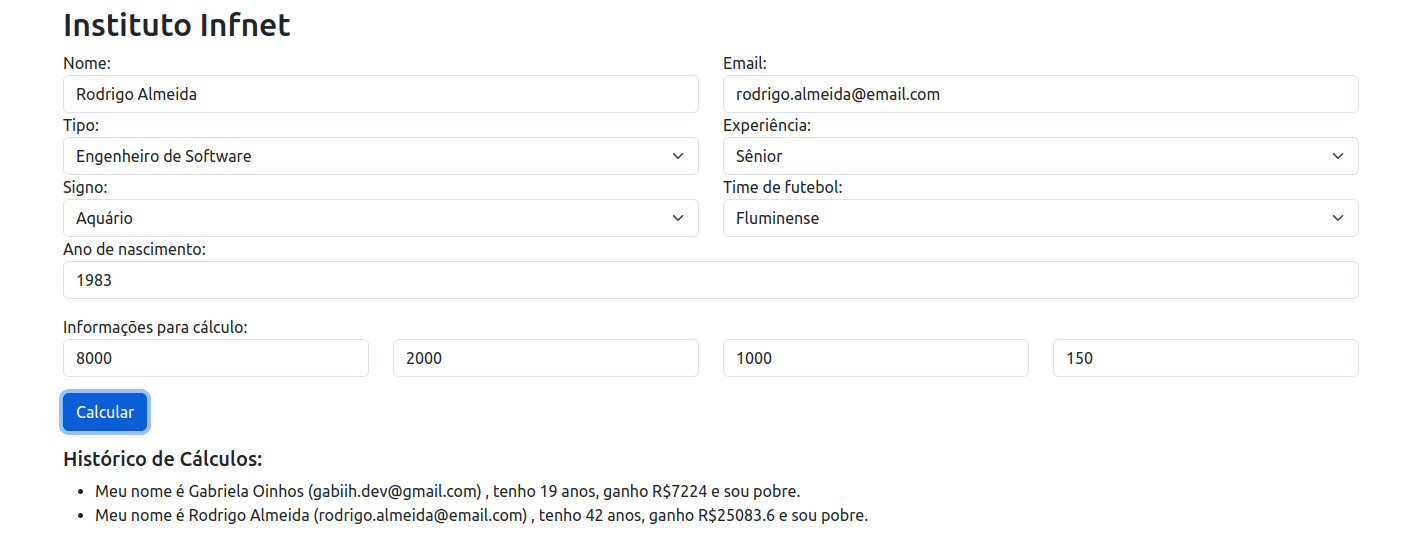 Instituto Infnet
Nome: Email:
Rodrigo Almeida rodrigo.almeida@email.com
Tipo: Experiência:
Engenheiro de Software Sênior
Signo: Time de futebol:
Aquário Fluminense
Ano de nascimento:
1983
Informações para cálculo:
8000 2000 1000 150
Calcular
Histórico de Cálculos:
• Meu nome é Gabriela Oinhos (gabiih.dev@gmail.com) , tenho 19 anos, ganho R$7224 e sou pobre.
• Meu nome é Rodrigo Almeida (rodrigo.almeida@email.com) , tenho 42 anos, ganho R$25083.6 e sou pobre.